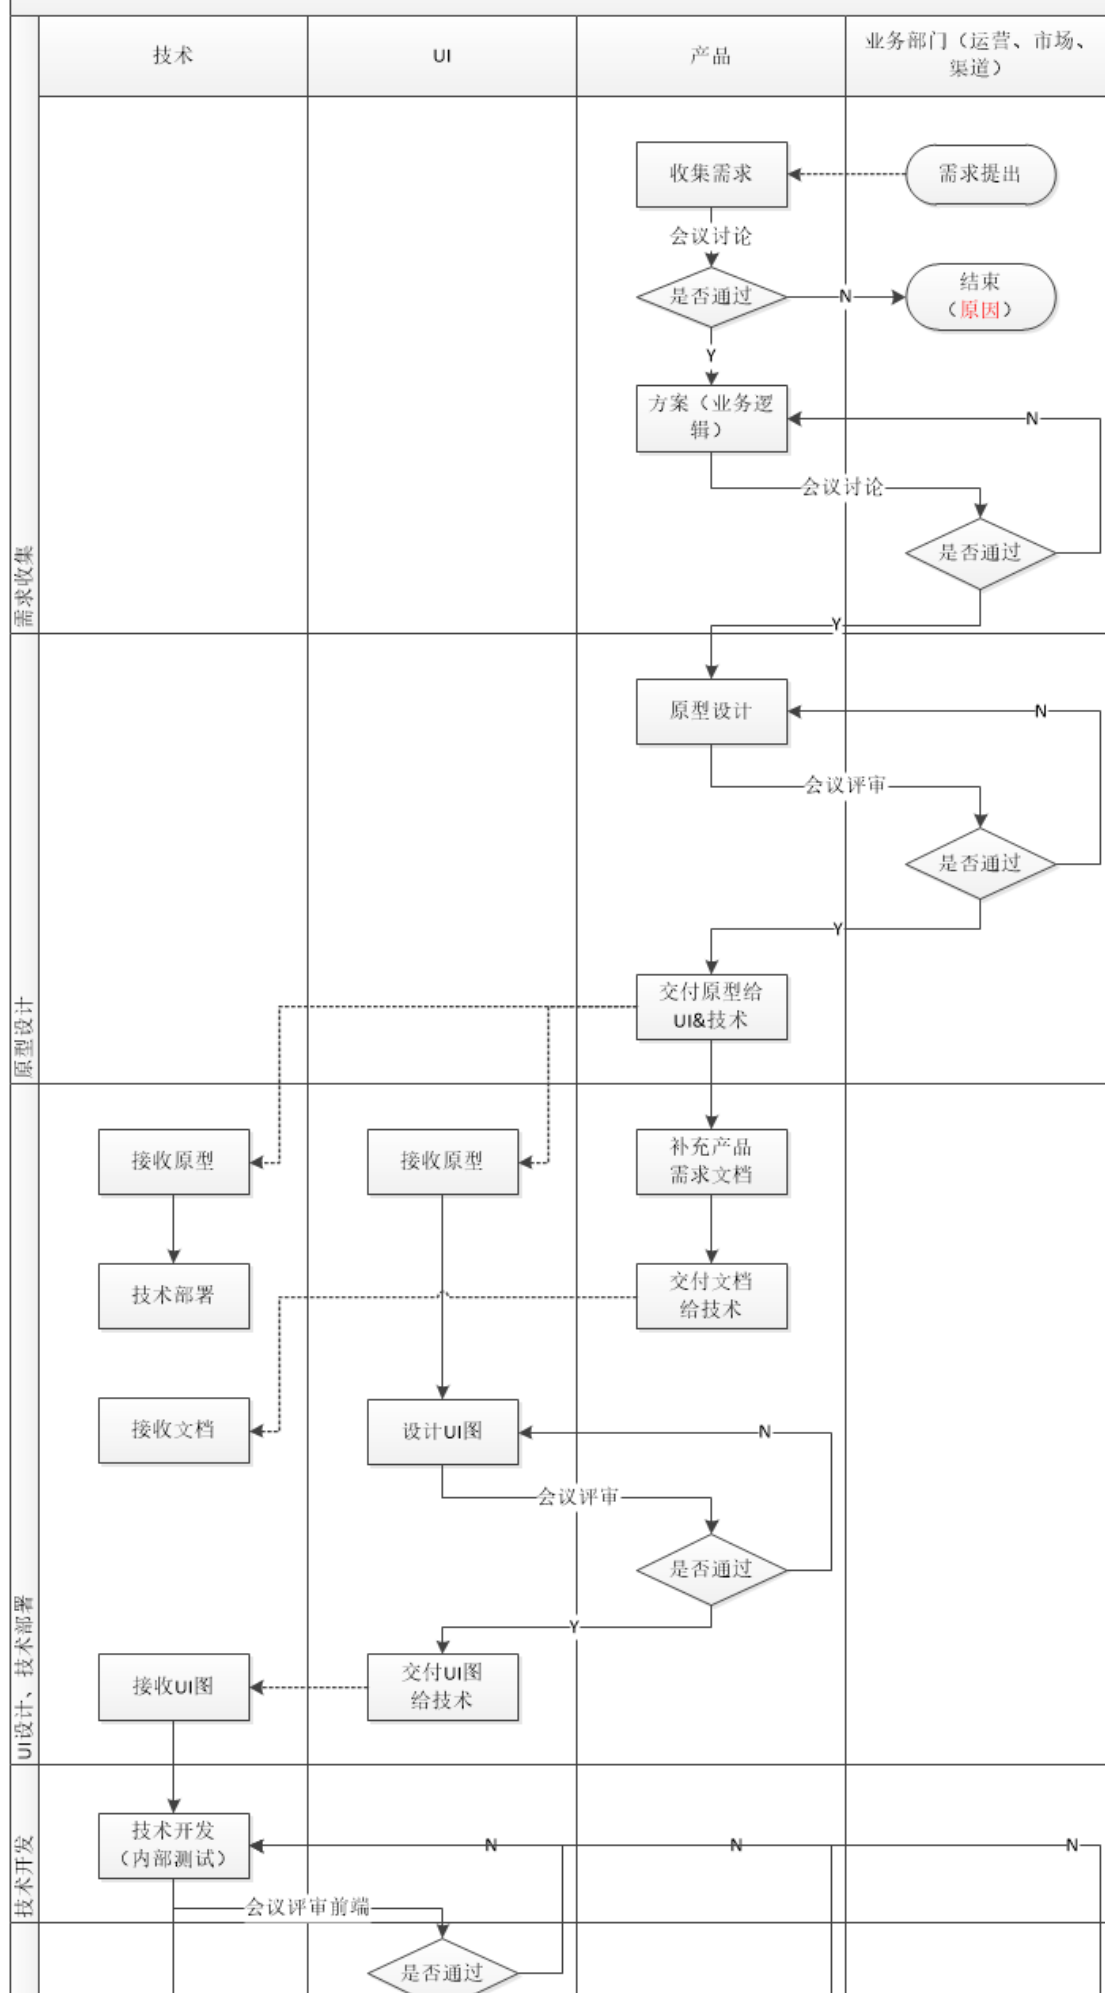 技术
UI
产品
业务部门（运营、市场、
渠道）
需求收集
收集需求
需求提出
会议讨论
是否通过
N
结束
（原因）
Y
方案（业务逻
辑）
N
会议讨论
是否通过
Y
原型设计
原型设计
N
会议评审
是否通过
Y
交付原型给
UI&技术
UI设计、技术部署
接收原型
接收原型
补充产品
需求文档
技术部署
交付文档
给技术
接收文档
设计UI图
N
会议评审
是否通过
Y
接收UI图
交付UI图
给技术
技术开发
技术开发
（内部测试）
N
N
N
会议评审前端
是否通过